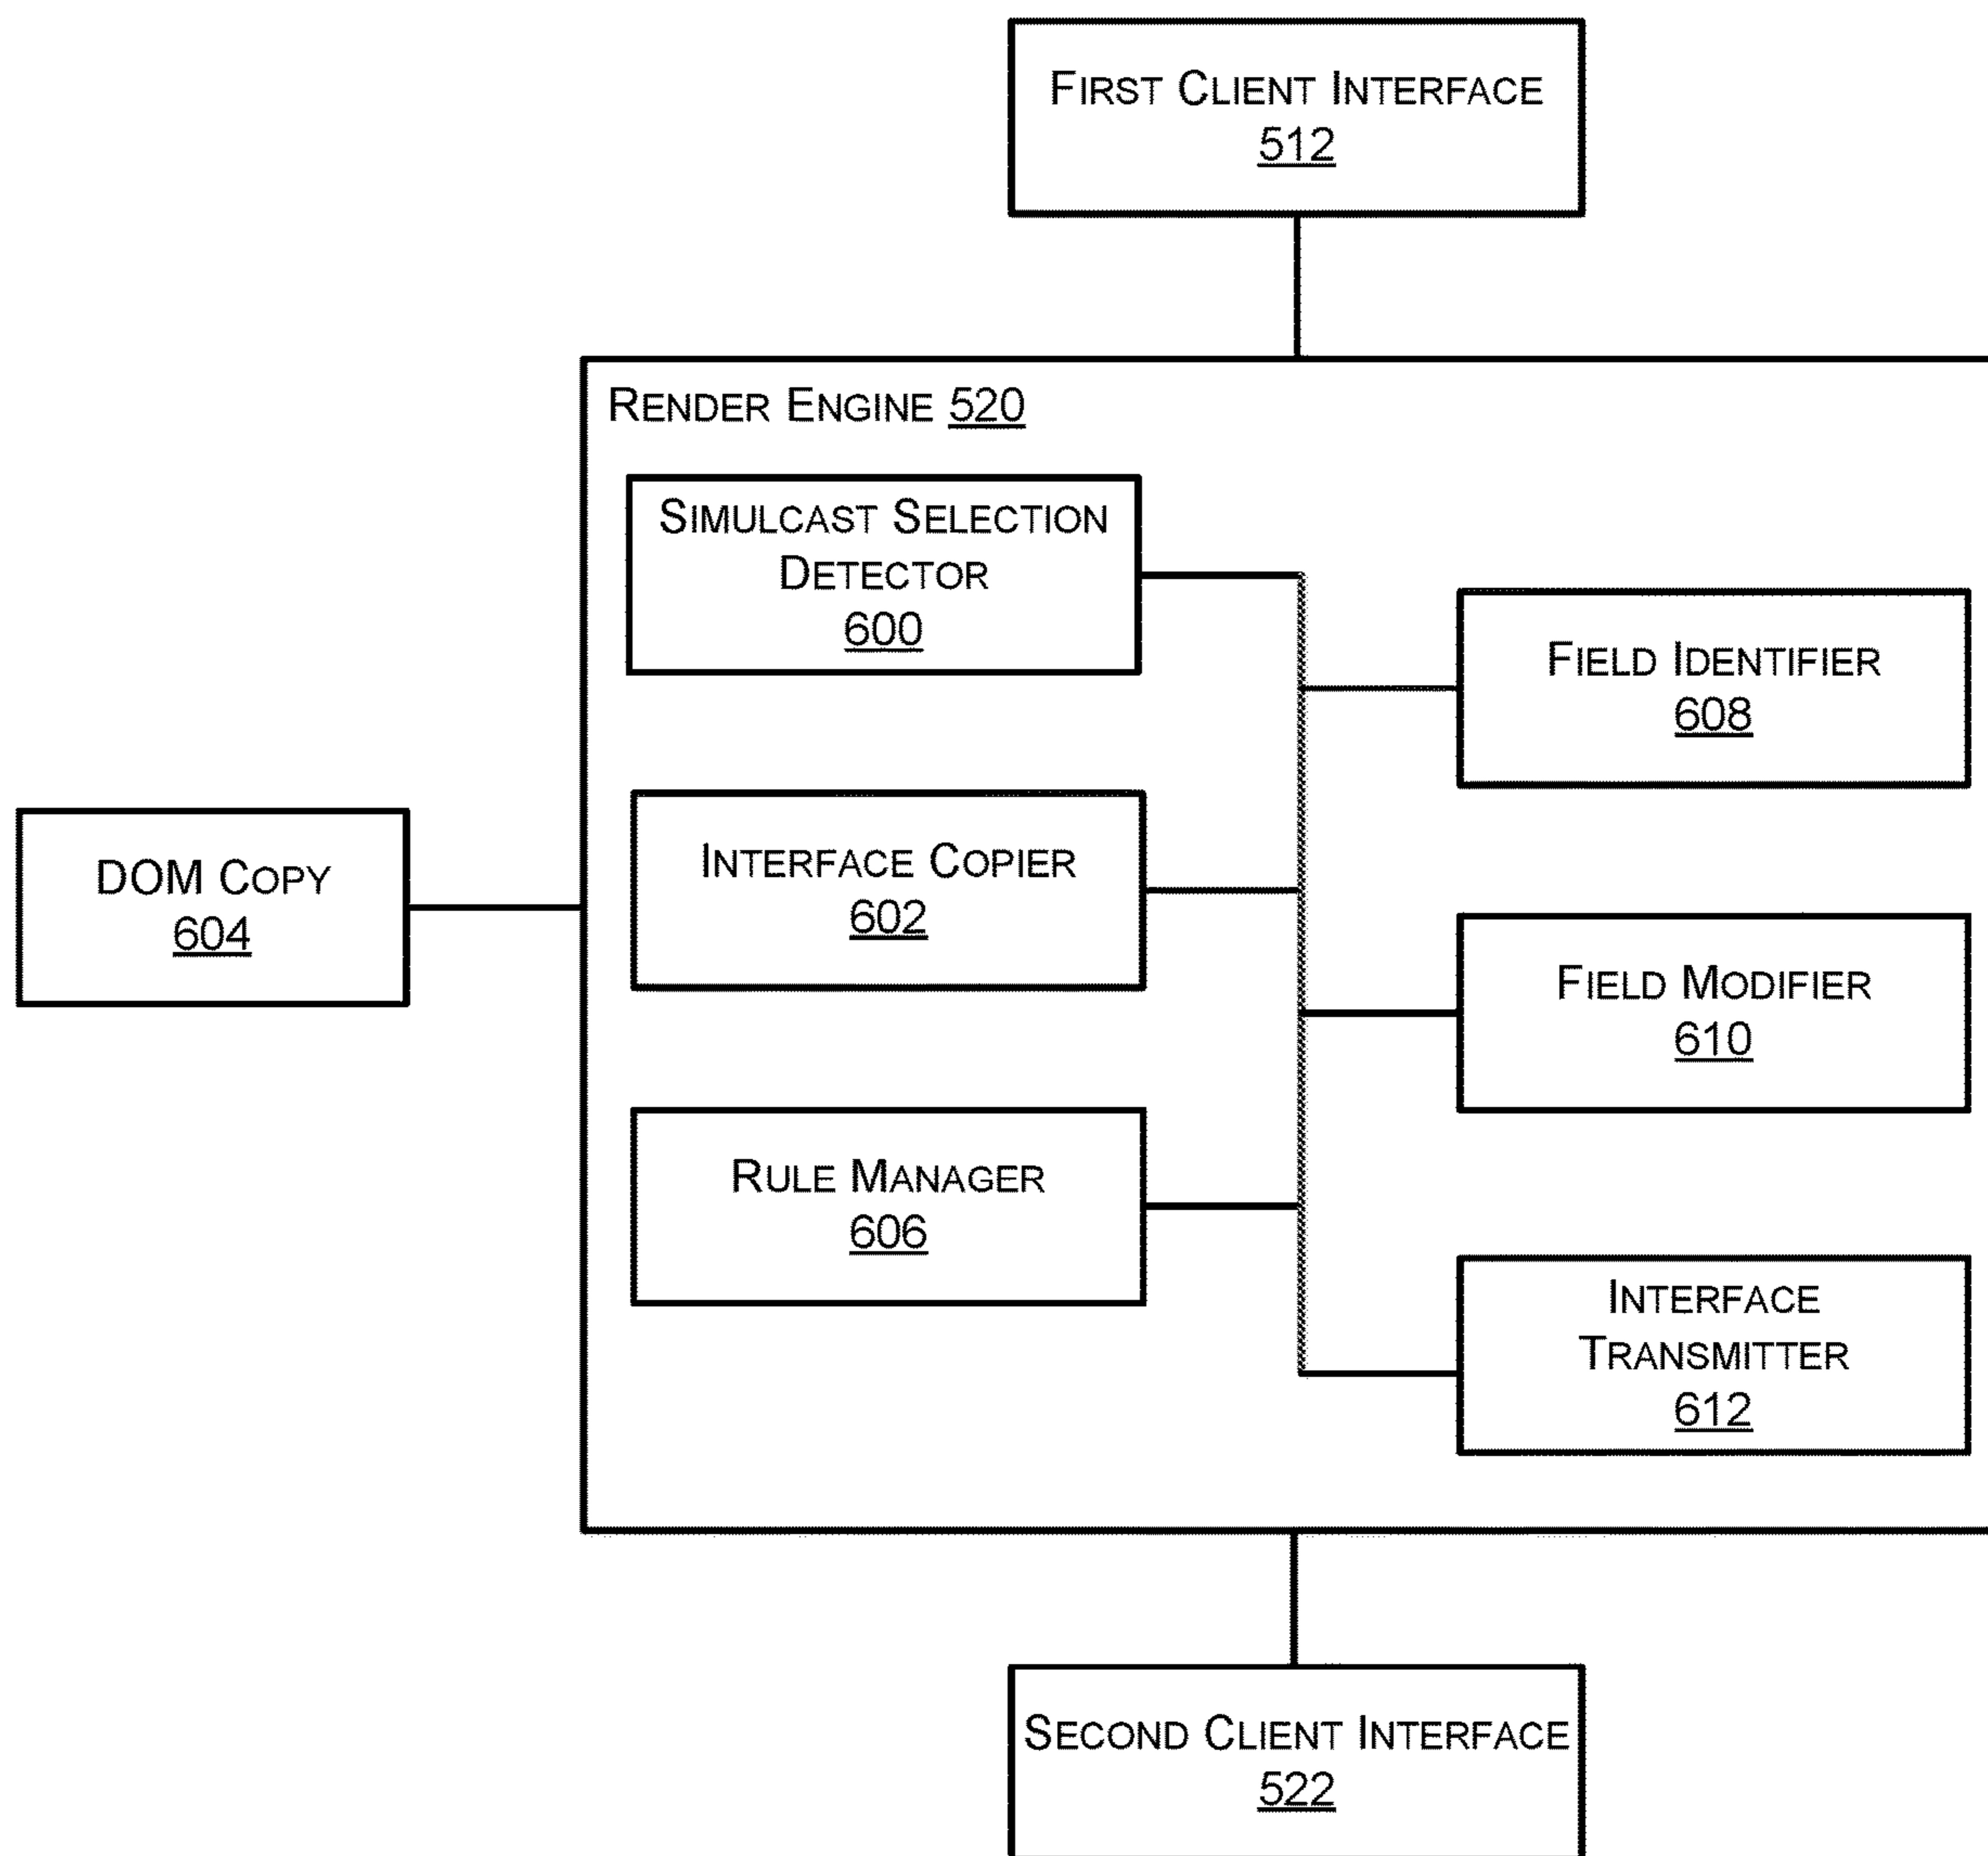 FIRST CLIENT INTERFACE
512
RENDER ENGINE 520
SIMULCAST SELECTION
DETECTOR
600
FIELD IDENTIFIER
608
INTERFACE COPIER
602
DOM COPY
604
FIELD MODIFIER
610
RULE MANAGER
606
INTERFACE
TRANSMITTER
612
SECOND CLIENT INTERFACE
522